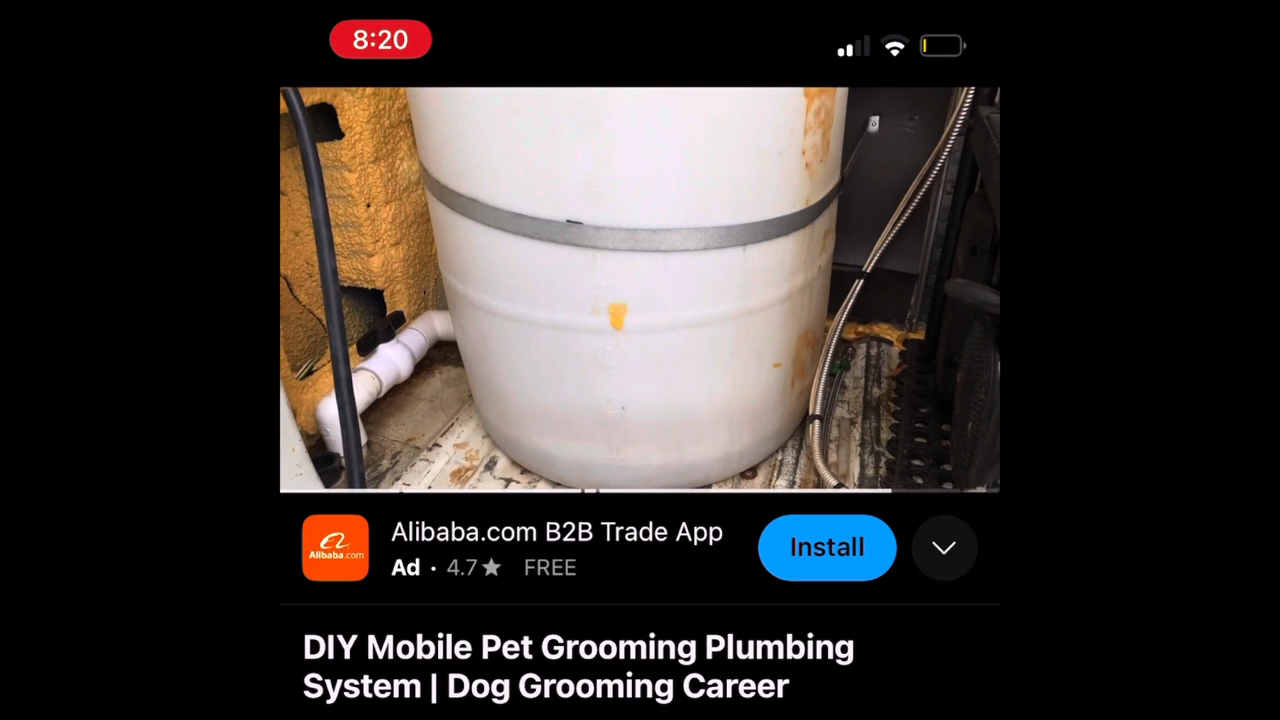 8:20
Alibaba.com B2B Trade App
Alibaba.com
Ad · 4.7★ FREE
Install
DIY Mobile Pet Grooming Plumbing
System | Dog Grooming Career